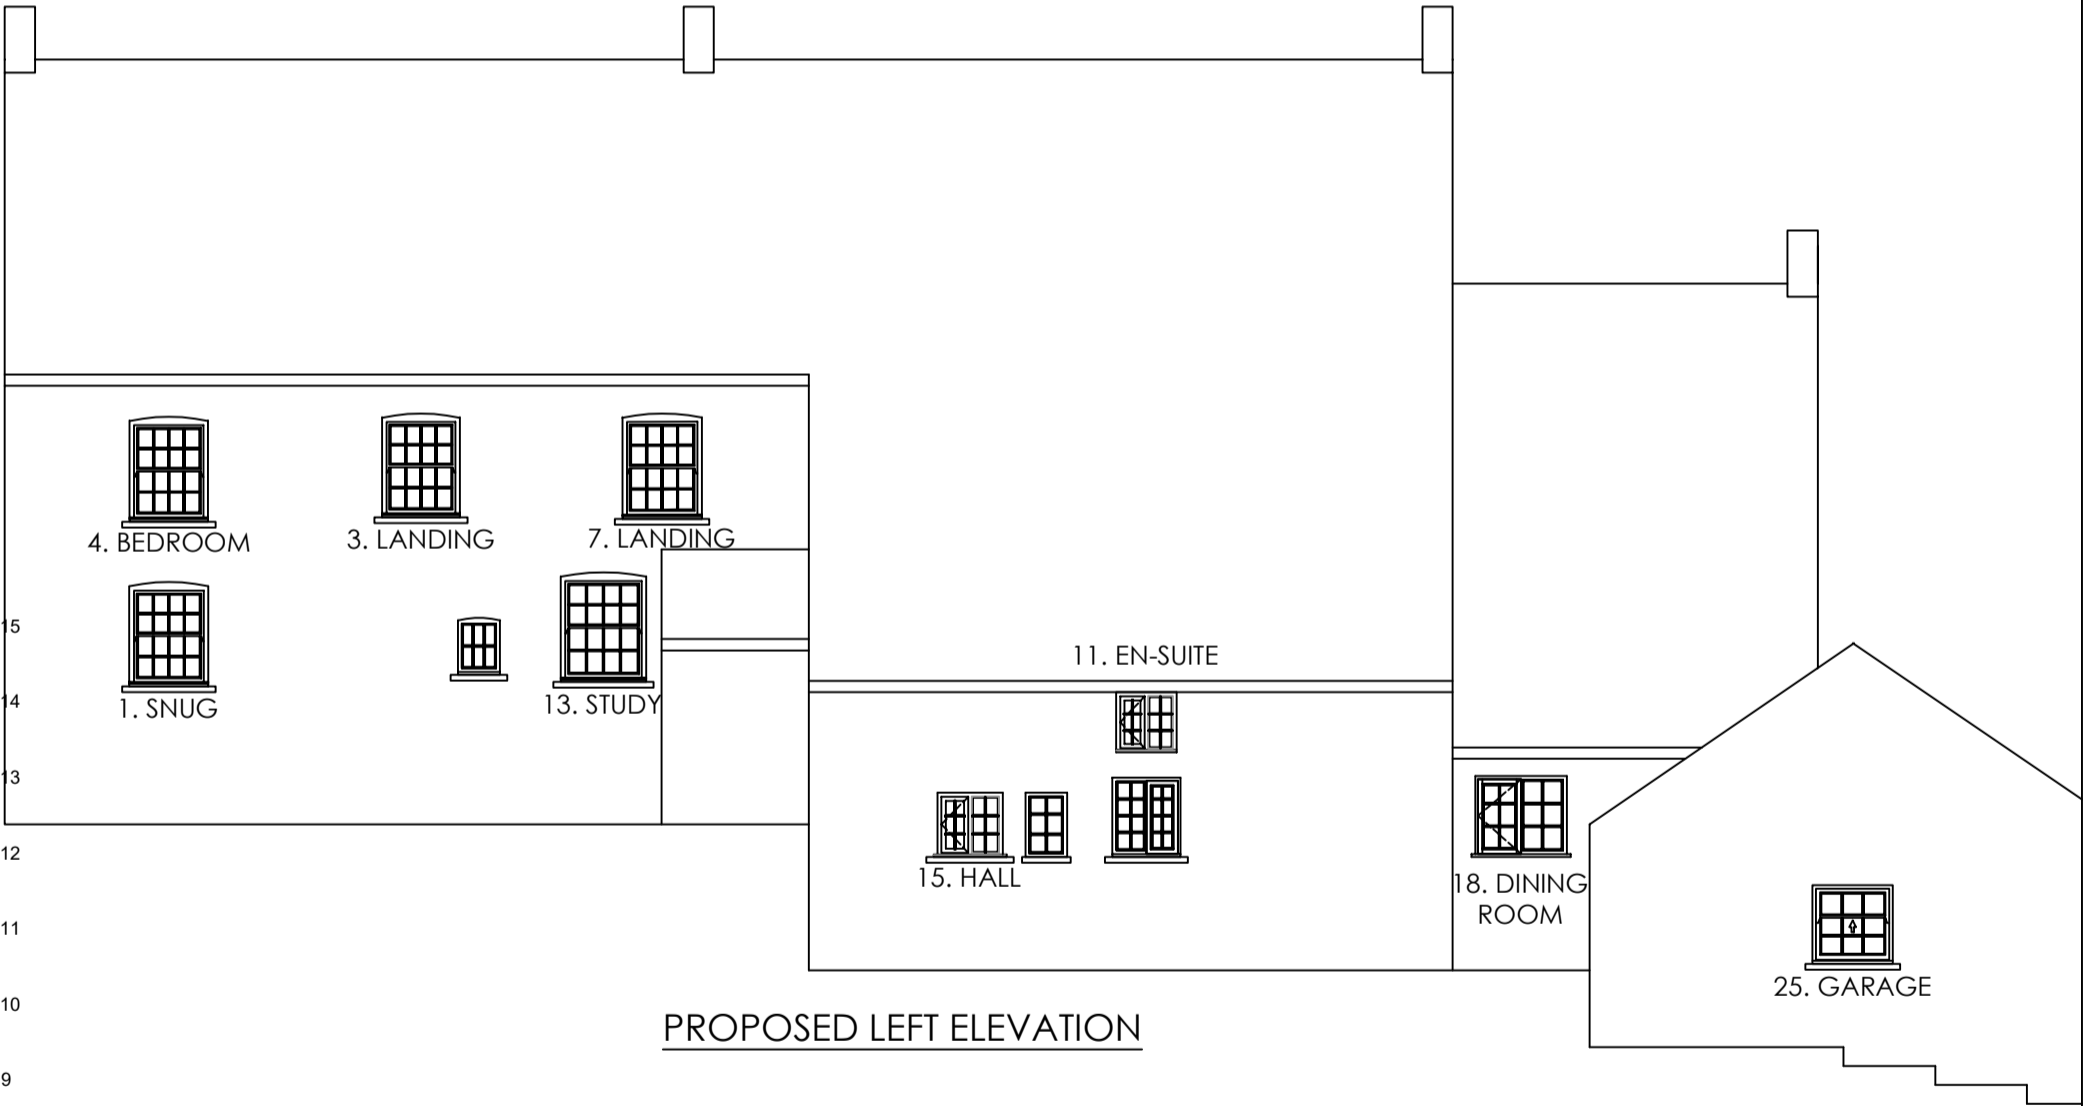 4. BEDROOM
3. LANDING
7. LANDING
1. SNUG
13. STUDY
11. EN-SUITE
15. HALL
18. DINING
ROOM
25. GARAGE
15
14
13
12
11
10
9
PROPOSED LEFT ELEVATION